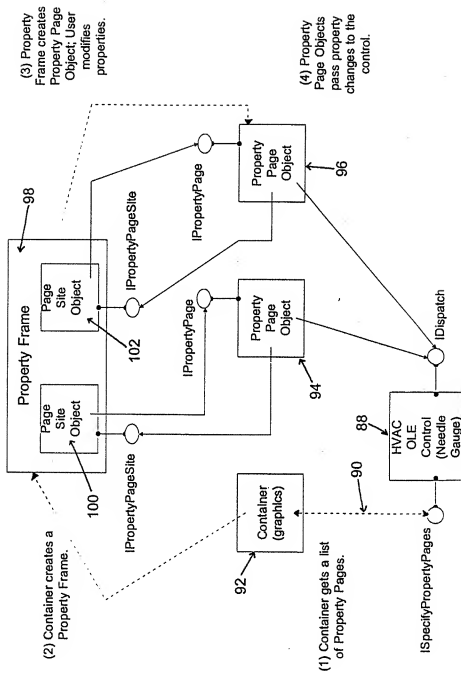 (3) Property
Frame creates
Property Page
Object; User
modifies
properties.
(4) Property
Page Objects
pass property
changes to the
control.
98
Property Frame
Page
Site
Object
102
Page
Site
Object
100
IPropertyPageSite
IPropertyPage
Property
Page
Object
96
IPropertyPageSite
IPropertyPage
Property
Page
Object
94
IDispatch
(2) Container creates a
Property Frame.
Container
(graphics)
92
90
88
HVAC
OLE
Control
(Needle
Gauge)
(1) Container gets a list
of Property Pages.
ISpecifyPropertyPages